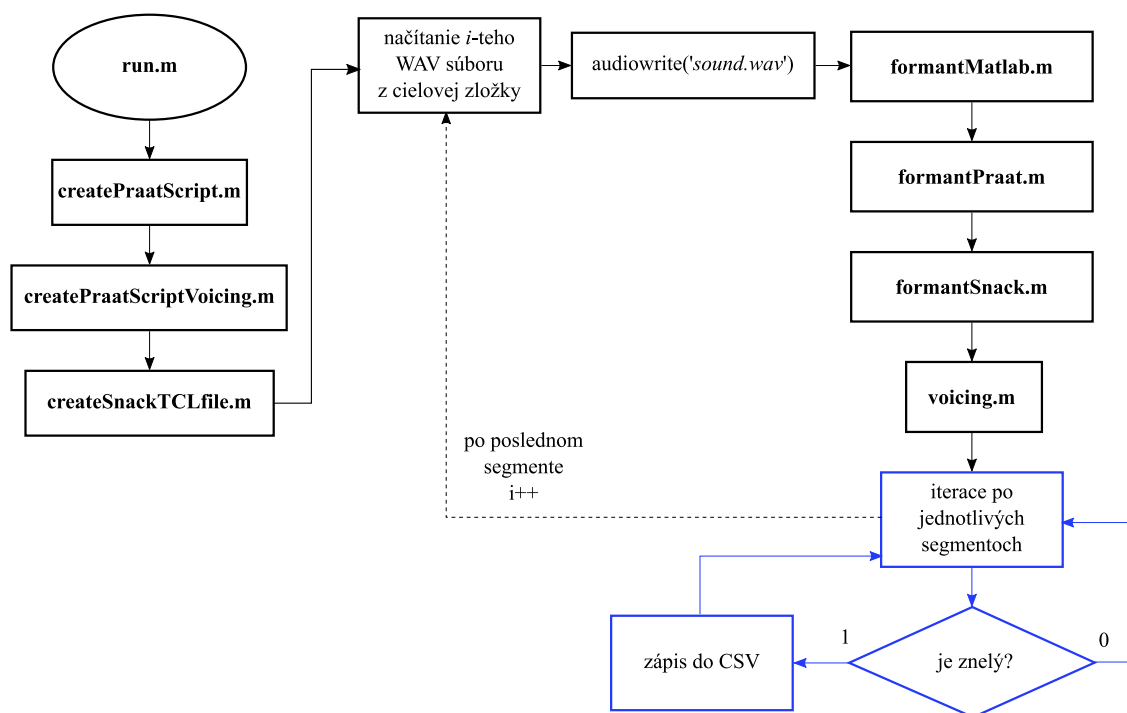 run.m
createPraatScript.m
createPraatScriptVoicing.m
createSnackTCLfile.m
načítanie i-teho
WAV súboru
z cielovej zložky
audiowrite('sound.wav')
formantMatlab.m
formantPraat.m
formantSnack.m
voicing.m
po poslednom
segmente
i++
iterace po
jednotlivých
segmentoch
je znelý?
1
0
zápis do CSV